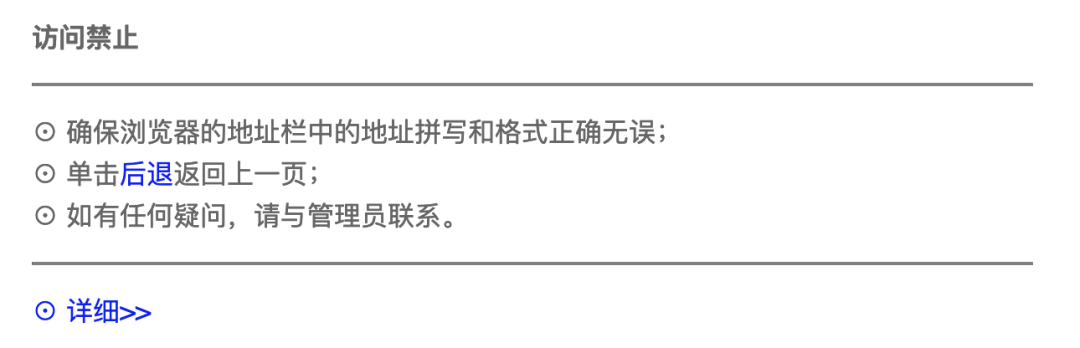 访问禁止
⊙ 确保浏览器的地址栏中的地址拼写和格式正确无误；
⊙ 单击后退返回上一页；
⊙ 如有任何疑问，请与管理员联系。
⊙ 详细>>